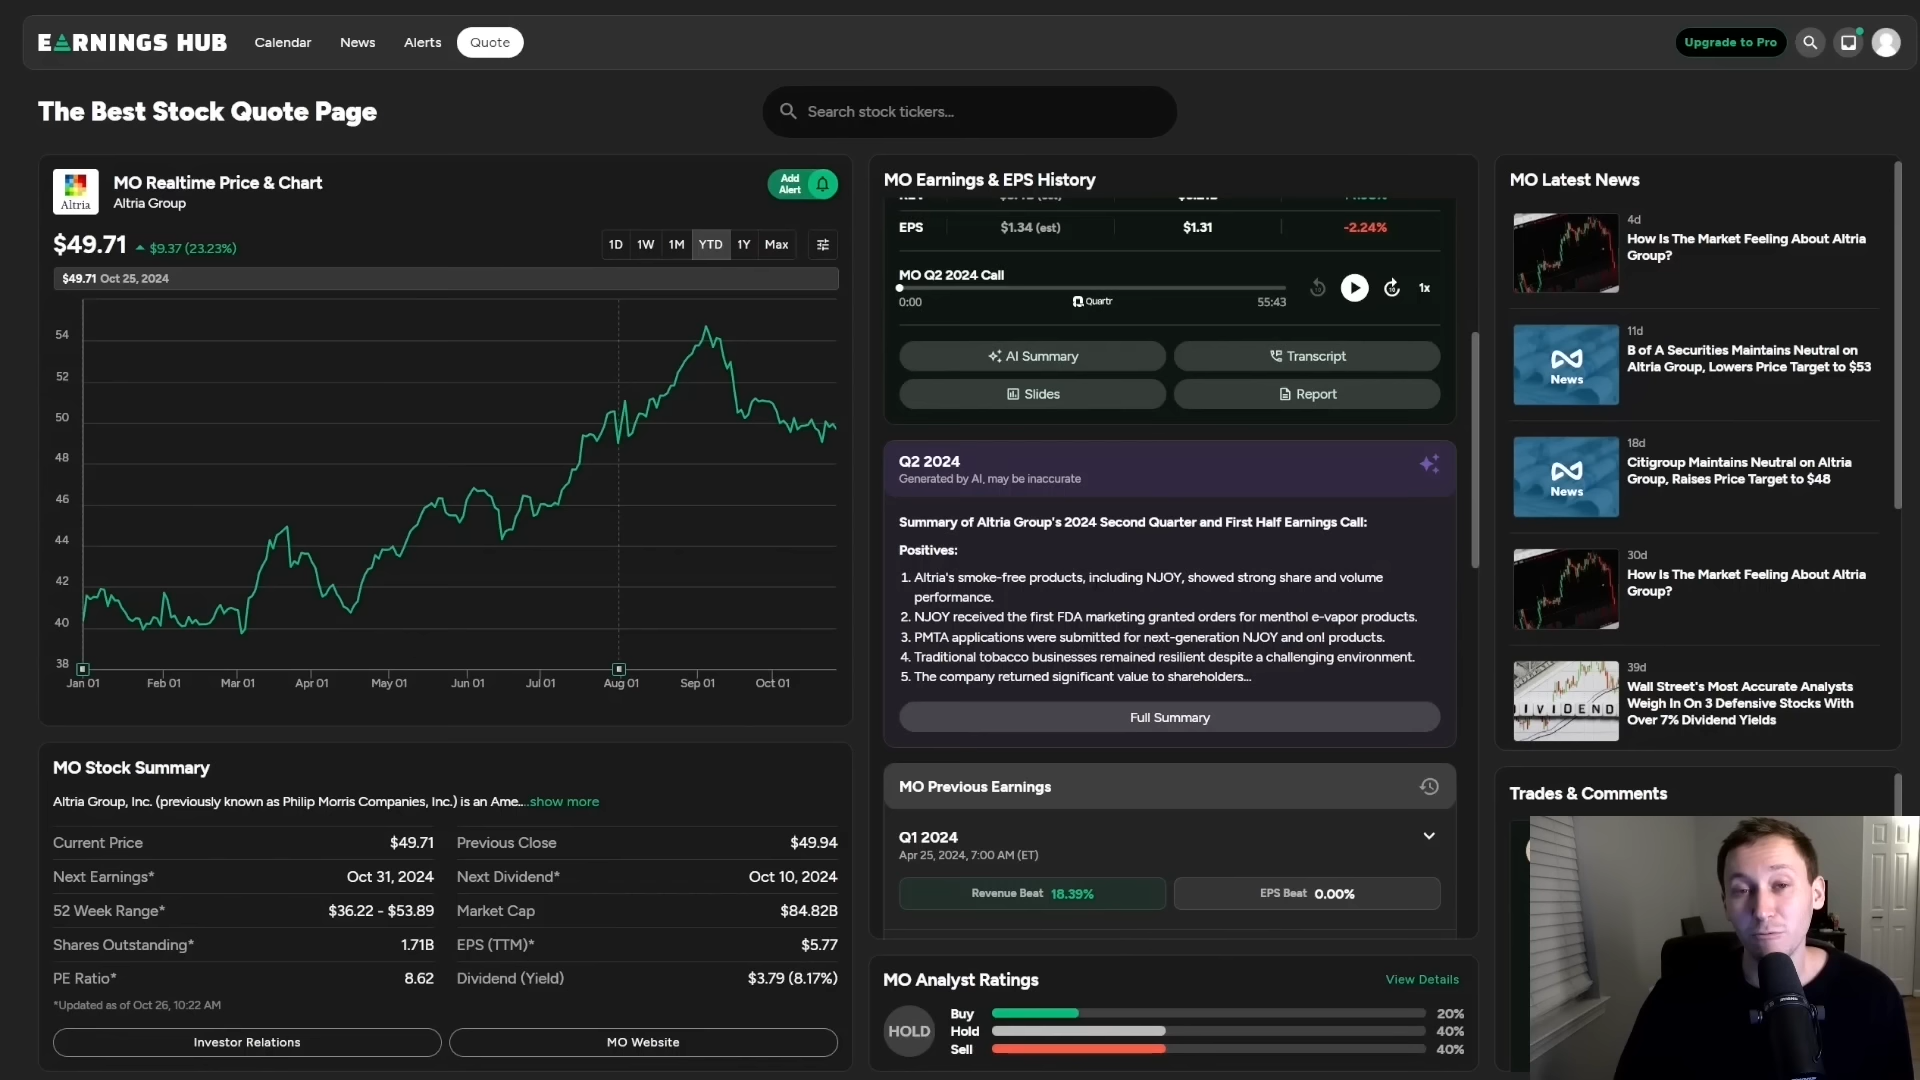 EARNINGS HUB
Calendar
News
Alerts
Quote
Upgrade to Pro
The Best Stock Quote Page
Search stock tickers...
Altria
MO Realtime Price & Chart
Altria Group
Add
Alert
$49.71
$9.37 (23.23%)
1D
1W
1M
YTD
1Y
Max
$49.71 Oct 25, 2024
54
52
50
48
46
44
42
40
38
E
E
Jan 01
Feb 01
Mar 01
Apr 01
May 01
Jun 01
Jul 01
Aug 01
Sep 01
Oct 01
MO Stock Summary
Altria Group, Inc. (previously known as Philip Morris Companies, Inc.) is an Ame...show more
Current Price $49.71
Previous Close $49.94
Next Earnings* Oct 31, 2024
Next Dividend* Oct 10, 2024
52 Week Range* $36.22 - $53.89
Market Cap $84.82B
Shares Outstanding* 1.71B
EPS (TTM)* $5.77
PE Ratio* 8.62
Dividend (Yield) $3.79 (8.17%)
*Updated as of Oct 26, 10:22 AM
Investor Relations
MO Website
MO Earnings & EPS History
EPS $1.34 (est) $1.31 -2.24%
MO Q2 2024 Call
0:00
Quartr
55:43
1x
AI Summary
Transcript
Slides
Report
Q2 2024
Generated by AI, may be inaccurate
Summary of Altria Group's 2024 Second Quarter and First Half Earnings Call:
Positives:
1. Altria's smoke-free products, including NJOY, showed strong share and volume
performance.
2. NJOY received the first FDA marketing granted orders for menthol e-vapor products.
3. PMTA applications were submitted for next-generation NJOY and on! products.
4. Traditional tobacco businesses remained resilient despite a challenging environment.
5. The company returned significant value to shareholders...
Full Summary
MO Previous Earnings
Q1 2024
Apr 25, 2024, 7:00 AM (ET)
Revenue Beat 18.39%
EPS Beat 0.00%
MO Analyst Ratings
View Details
HOLD
Buy 20%
Hold 40%
Sell 40%
MO Latest News
4d
How Is The Market Feeling About Altria
Group?
News
11d
B of A Securities Maintains Neutral on
Altria Group, Lowers Price Target to $53
News
18d
Citigroup Maintains Neutral on Altria
Group, Raises Price Target to $48
30d
How Is The Market Feeling About Altria
Group?
DIVIDEND
39d
Wall Street's Most Accurate Analysts
Weigh In On 3 Defensive Stocks With
Over 7% Dividend Yields
Trades & Comments